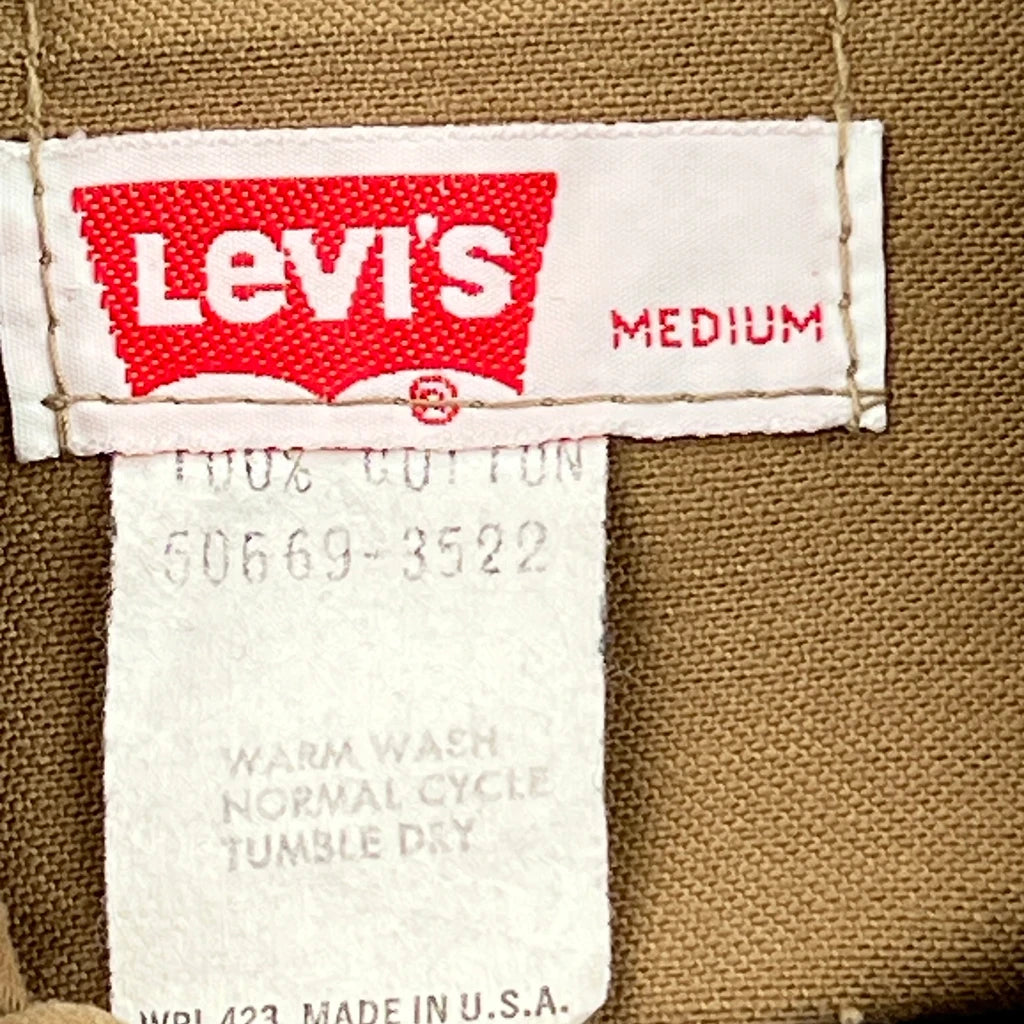 Levi's
®
MEDIUM
100% COTTON
60669-3522
WARM WASH
NORMAL CYCLE
TUMBLE DRY
WPL 423 MADE IN U.S.A.